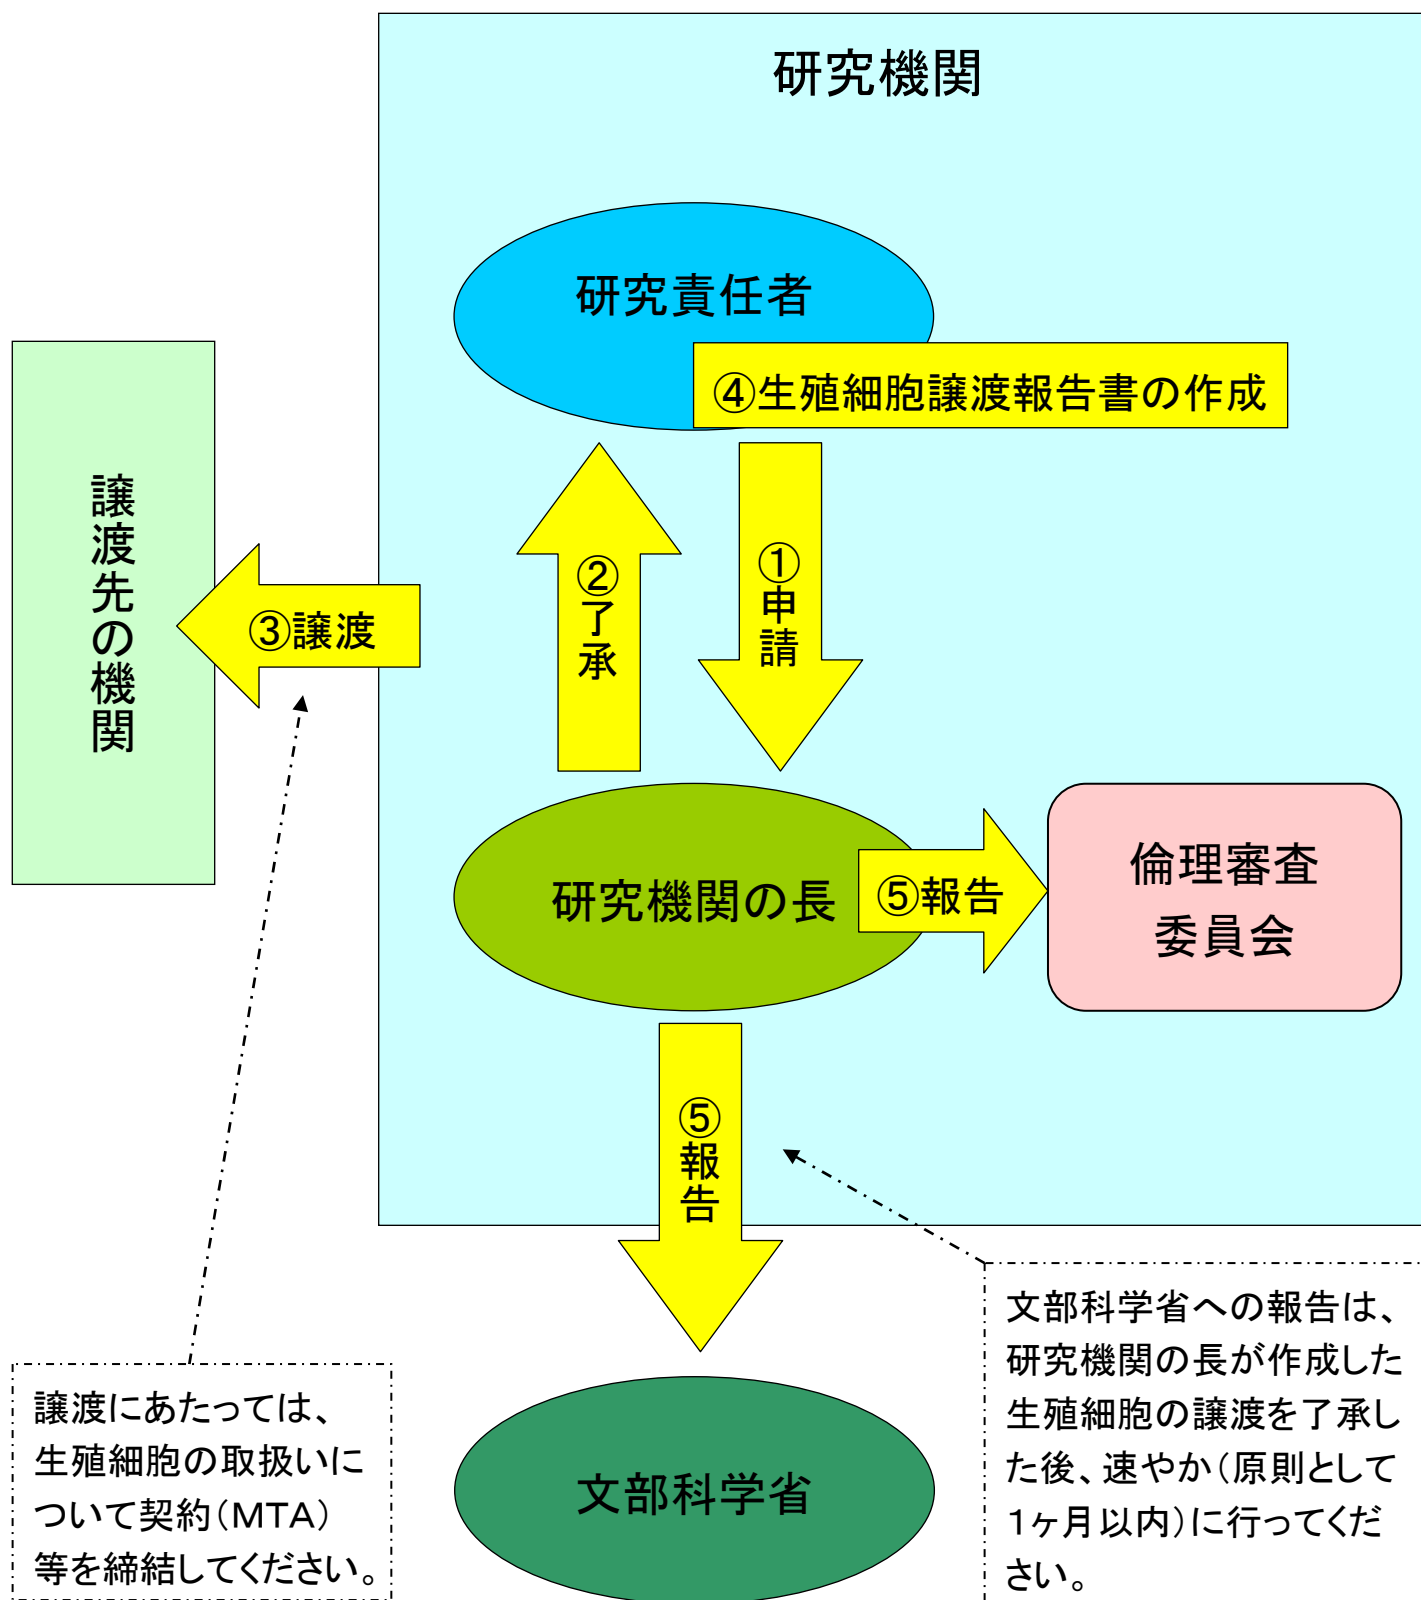 研究機関
研究責任者
④生殖細胞譲渡報告書の作成
譲渡先の機関
③譲渡
②了承
①申請
研究機関の長
⑤報告
倫理審査
委員会
⑤報告
文部科学省
譲渡にあたっては、
生殖細胞の取扱いに
ついて契約(MTA)
等を締結してください。
文部科学省への報告は、
研究機関の長が作成した
生殖細胞の譲渡を了承し
た後、速やか(原則として
1ヶ月以内)に行ってくだ
さい。